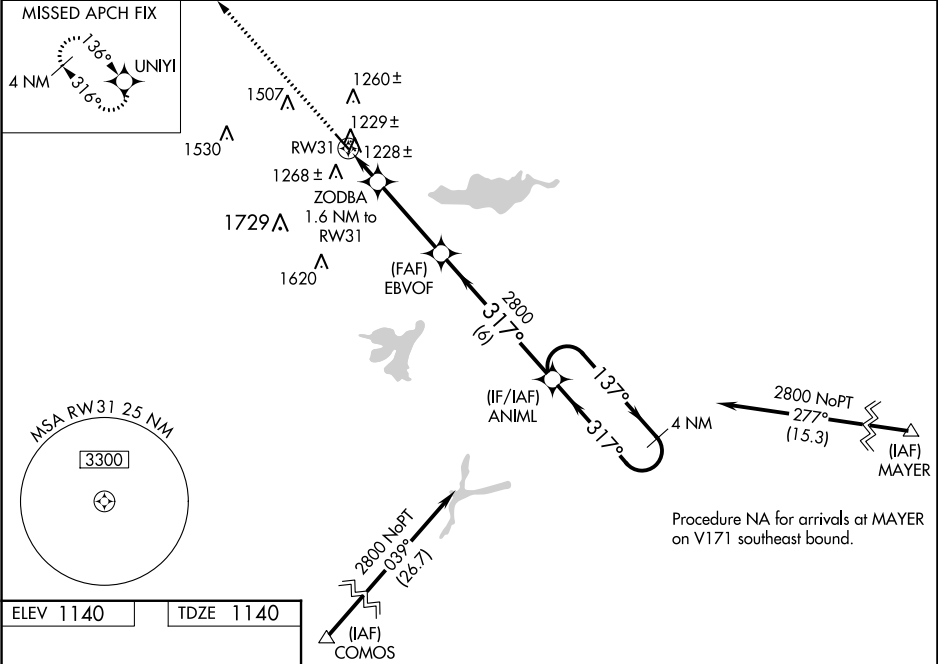 MISSED APCH FIX
136°
UNIYI
4 NM
316°
1260±
1507
1229±
1530
RW31
1228±
1268±
ZODBA
1.6 NM to
RW31
1729
(FAF)
EBVOF
1620
2800
317°
(6)
(IF/IAF)
ANIML
137°
317°
4 NM
2800 NoPT
277°
(15.3)
(IAF)
MAYER
MSA RW31 25 NM
3300
2800 NoPT
039°
(26.7)
Procedure NA for arrivals at MAYER
on V171 southeast bound.
ELEV 1140
TDZE 1140
(IAF)
COMOS